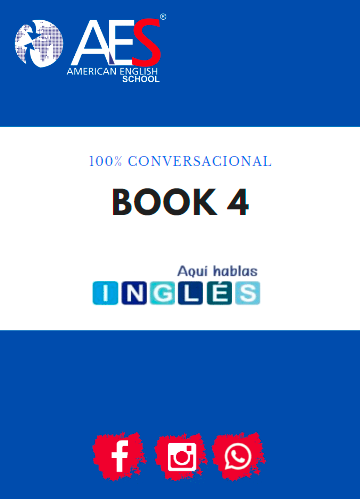 AES®
AMERICAN ENGLISH
SCHOOL
100% CONVERSACIONAL
BOOK 4
Aquí hablas
INGLÉS